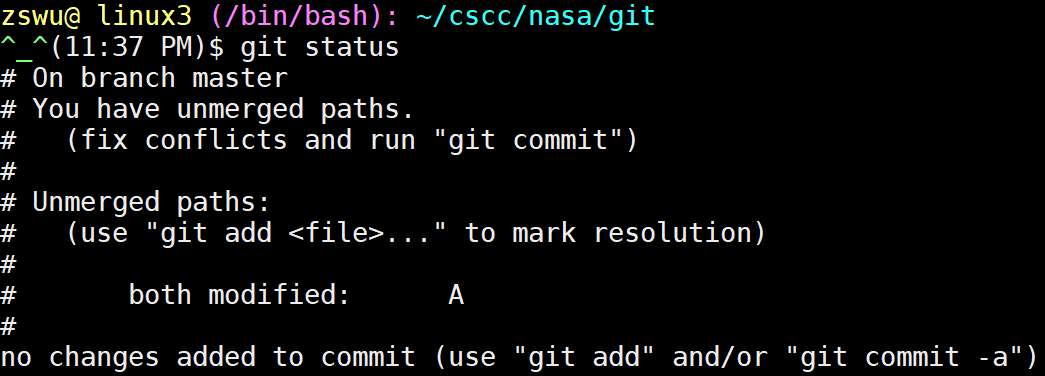 zswu@ linux3 (/bin/bash): ~/cscc/nasa/git
^_^(11:37 PM)$ git status
# On branch master
# You have unmerged paths.
#   (fix conflicts and run "git commit")
#
# Unmerged paths:
#   (use "git add <file>..." to mark resolution)
#
#       both modified:      A
#
no changes added to commit (use "git add" and/or "git commit -a")